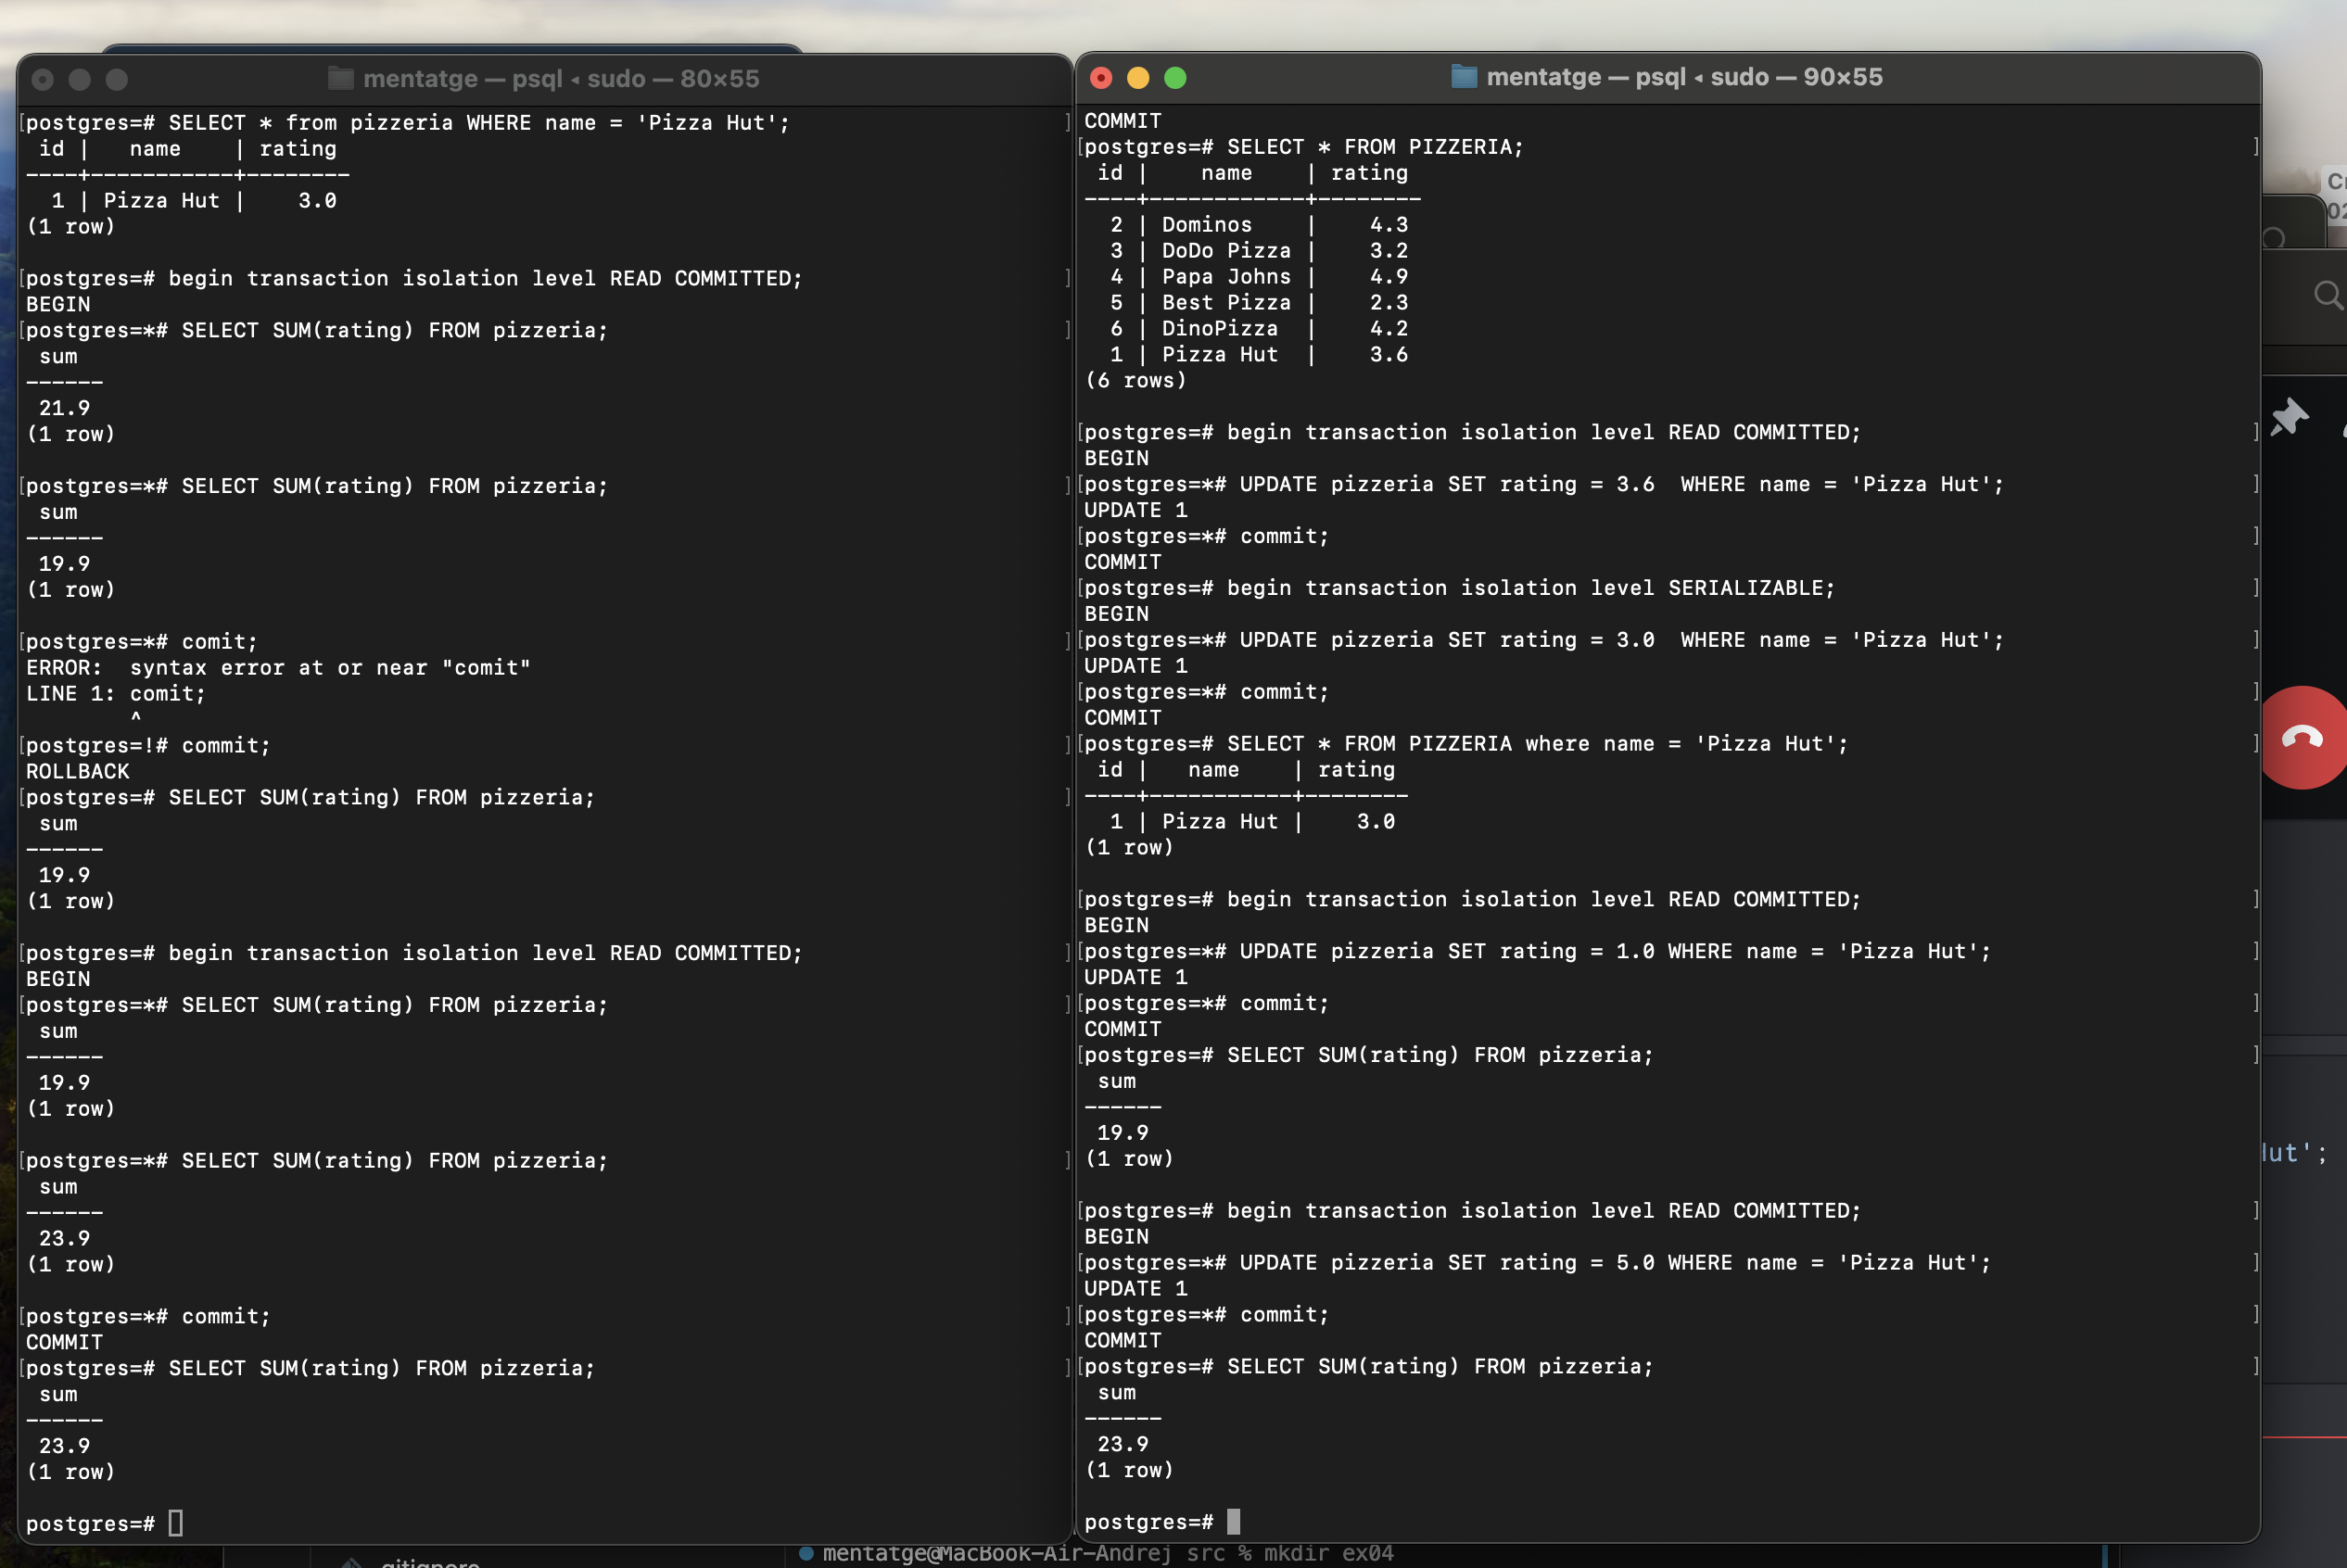 mentatge — psql ◂ sudo — 80×55
[postgres=# SELECT * from pizzeria WHERE name = 'Pizza Hut'; ]
 id |   name    | rating
----+-----------+--------
  1 | Pizza Hut |    3.0
(1 row)
[postgres=# begin transaction isolation level READ COMMITTED; ]
BEGIN
[postgres=*# SELECT SUM(rating) FROM pizzeria; ]
 sum
------
 21.9
(1 row)
[postgres=*# SELECT SUM(rating) FROM pizzeria; ]
 sum
------
 19.9
(1 row)
[postgres=*# comit; ]
ERROR:  syntax error at or near "comit"
LINE 1: comit;
        ^
[postgres=!# commit; ]
ROLLBACK
[postgres=# SELECT SUM(rating) FROM pizzeria; ]
 sum
------
 19.9
(1 row)
[postgres=# begin transaction isolation level READ COMMITTED; ]
BEGIN
[postgres=*# SELECT SUM(rating) FROM pizzeria; ]
 sum
------
 19.9
(1 row)
[postgres=*# SELECT SUM(rating) FROM pizzeria; ]
 sum
------
 23.9
(1 row)
[postgres=*# commit; ]
COMMIT
[postgres=# SELECT SUM(rating) FROM pizzeria; ]
 sum
------
 23.9
(1 row)
postgres=#
mentatge — psql ◂ sudo — 90×55
COMMIT
[postgres=# SELECT * FROM PIZZERIA; ]
 id |    name    | rating
----+------------+--------
  2 | Dominos    |    4.3
  3 | DoDo Pizza |    3.2
  4 | Papa Johns |    4.9
  5 | Best Pizza |    2.3
  6 | DinoPizza  |    4.2
  1 | Pizza Hut  |    3.6
(6 rows)
[postgres=# begin transaction isolation level READ COMMITTED; ]
BEGIN
[postgres=*# UPDATE pizzeria SET rating = 3.6  WHERE name = 'Pizza Hut'; ]
UPDATE 1
[postgres=*# commit; ]
COMMIT
[postgres=# begin transaction isolation level SERIALIZABLE; ]
BEGIN
[postgres=*# UPDATE pizzeria SET rating = 3.0  WHERE name = 'Pizza Hut'; ]
UPDATE 1
[postgres=*# commit; ]
COMMIT
[postgres=# SELECT * FROM PIZZERIA where name = 'Pizza Hut'; ]
 id |   name    | rating
----+-----------+--------
  1 | Pizza Hut |    3.0
(1 row)
[postgres=# begin transaction isolation level READ COMMITTED; ]
BEGIN
[postgres=*# UPDATE pizzeria SET rating = 1.0 WHERE name = 'Pizza Hut'; ]
UPDATE 1
[postgres=*# commit; ]
COMMIT
[postgres=# SELECT SUM(rating) FROM pizzeria; ]
 sum
------
 19.9
(1 row)
[postgres=# begin transaction isolation level READ COMMITTED; ]
BEGIN
[postgres=*# UPDATE pizzeria SET rating = 5.0 WHERE name = 'Pizza Hut'; ]
UPDATE 1
[postgres=*# commit; ]
COMMIT
[postgres=# SELECT SUM(rating) FROM pizzeria; ]
 sum
------
 23.9
(1 row)
postgres=#
ut';
mentatge@MacBook-Air-Andrej src % mkdir ex04